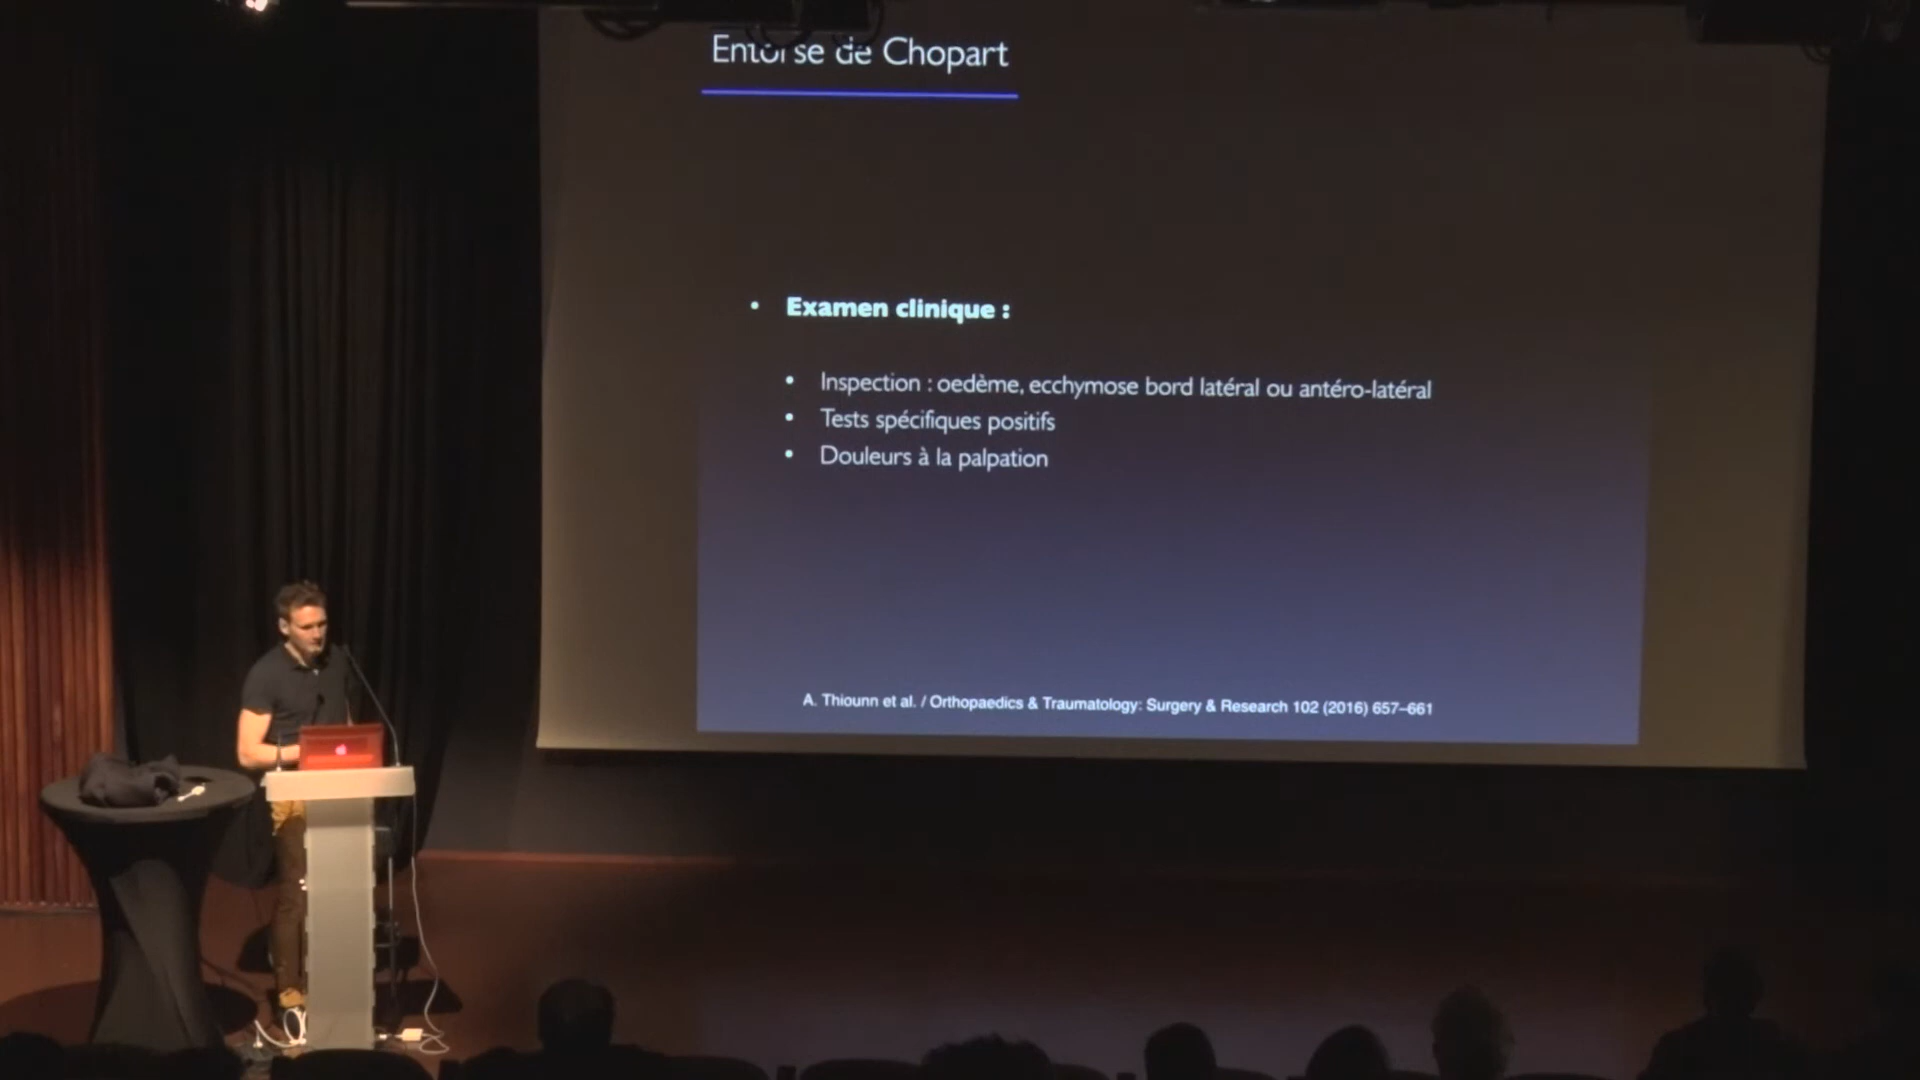 Entorse de Chopart
• Examen clinique :
• Inspection : oedème, ecchymose bord latéral ou antéro-latéral
• Tests spécifiques positifs
• Douleurs à la palpation
A. Thiounn et al. / Orthopaedics & Traumatology: Surgery & Research 102 (2016) 657–661